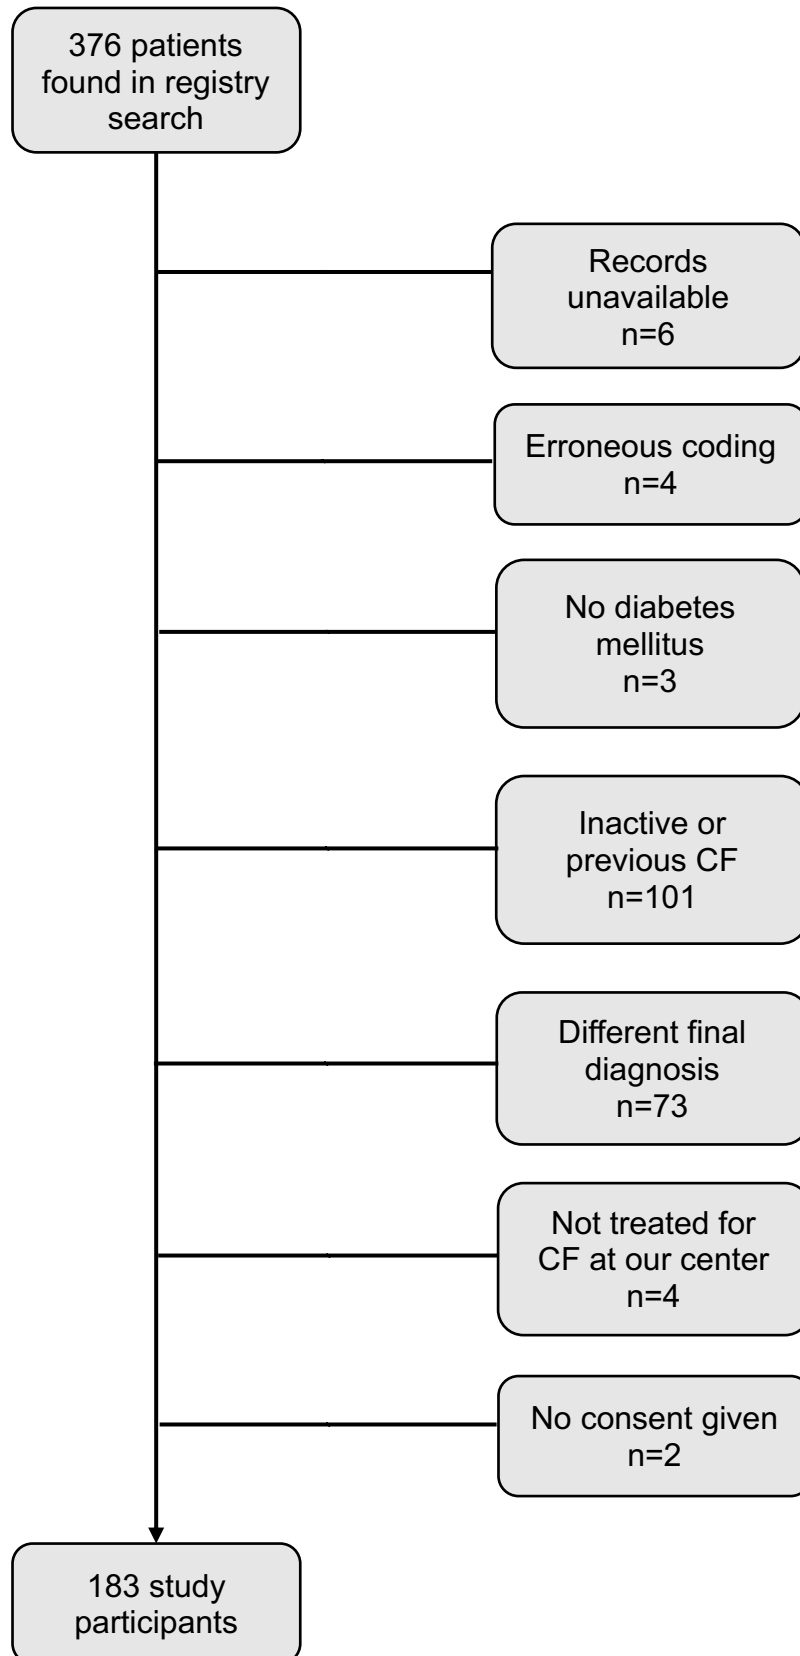 376 patients
found in registry
search
Records
unavailable
n=6
Erroneous coding
n=4
No diabetes
mellitus
n=3
Inactive or
previous CF
n=101
Different final
diagnosis
n=73
Not treated for
CF at our center
n=4
No consent given
n=2
183 study
participants